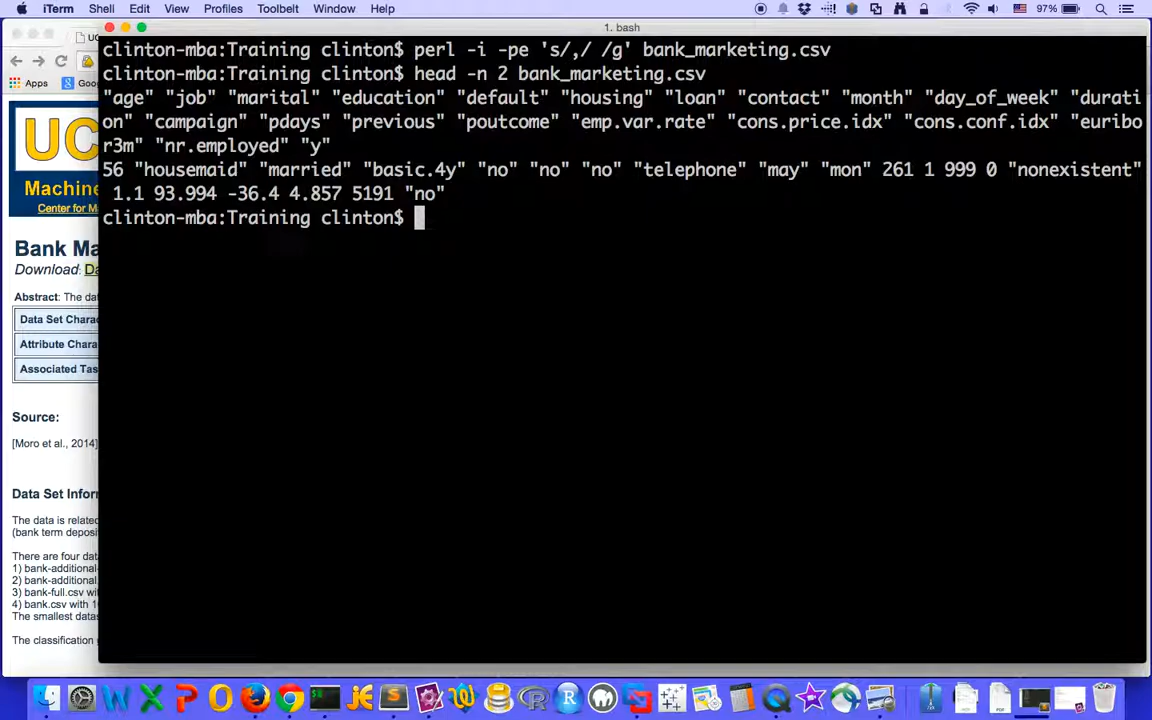 iTerm Shell Edit View Profiles Toolbelt Window Help 97%
1. bash
UC
Apps Goo
UC
Machine
Center for M
Bank Ma
Download: Da
Abstract: The da
Data Set Chara
Attribute Chara
Associated Tas
Source:
[Moro et al., 2014]
Data Set Infor
The data is related
(bank term deposi
There are four dat
1) bank-additional-
2) bank-additional
3) bank-full.csv wit
4) bank.csv with 10
The smallest datas
The classification
clinton-mba:Training clinton$ perl -i -pe 's/,/ /g' bank_marketing.csv
clinton-mba:Training clinton$ head -n 2 bank_marketing.csv
"age" "job" "marital" "education" "default" "housing" "loan" "contact" "month" "day_of_week" "durati
on" "campaign" "pdays" "previous" "poutcome" "emp.var.rate" "cons.price.idx" "cons.conf.idx" "euribo
r3m" "nr.employed" "y"
56 "housemaid" "married" "basic.4y" "no" "no" "no" "telephone" "may" "mon" 261 1 999 0 "nonexistent"
1.1 93.994 -36.4 4.857 5191 "no"
clinton-mba:Training clinton$